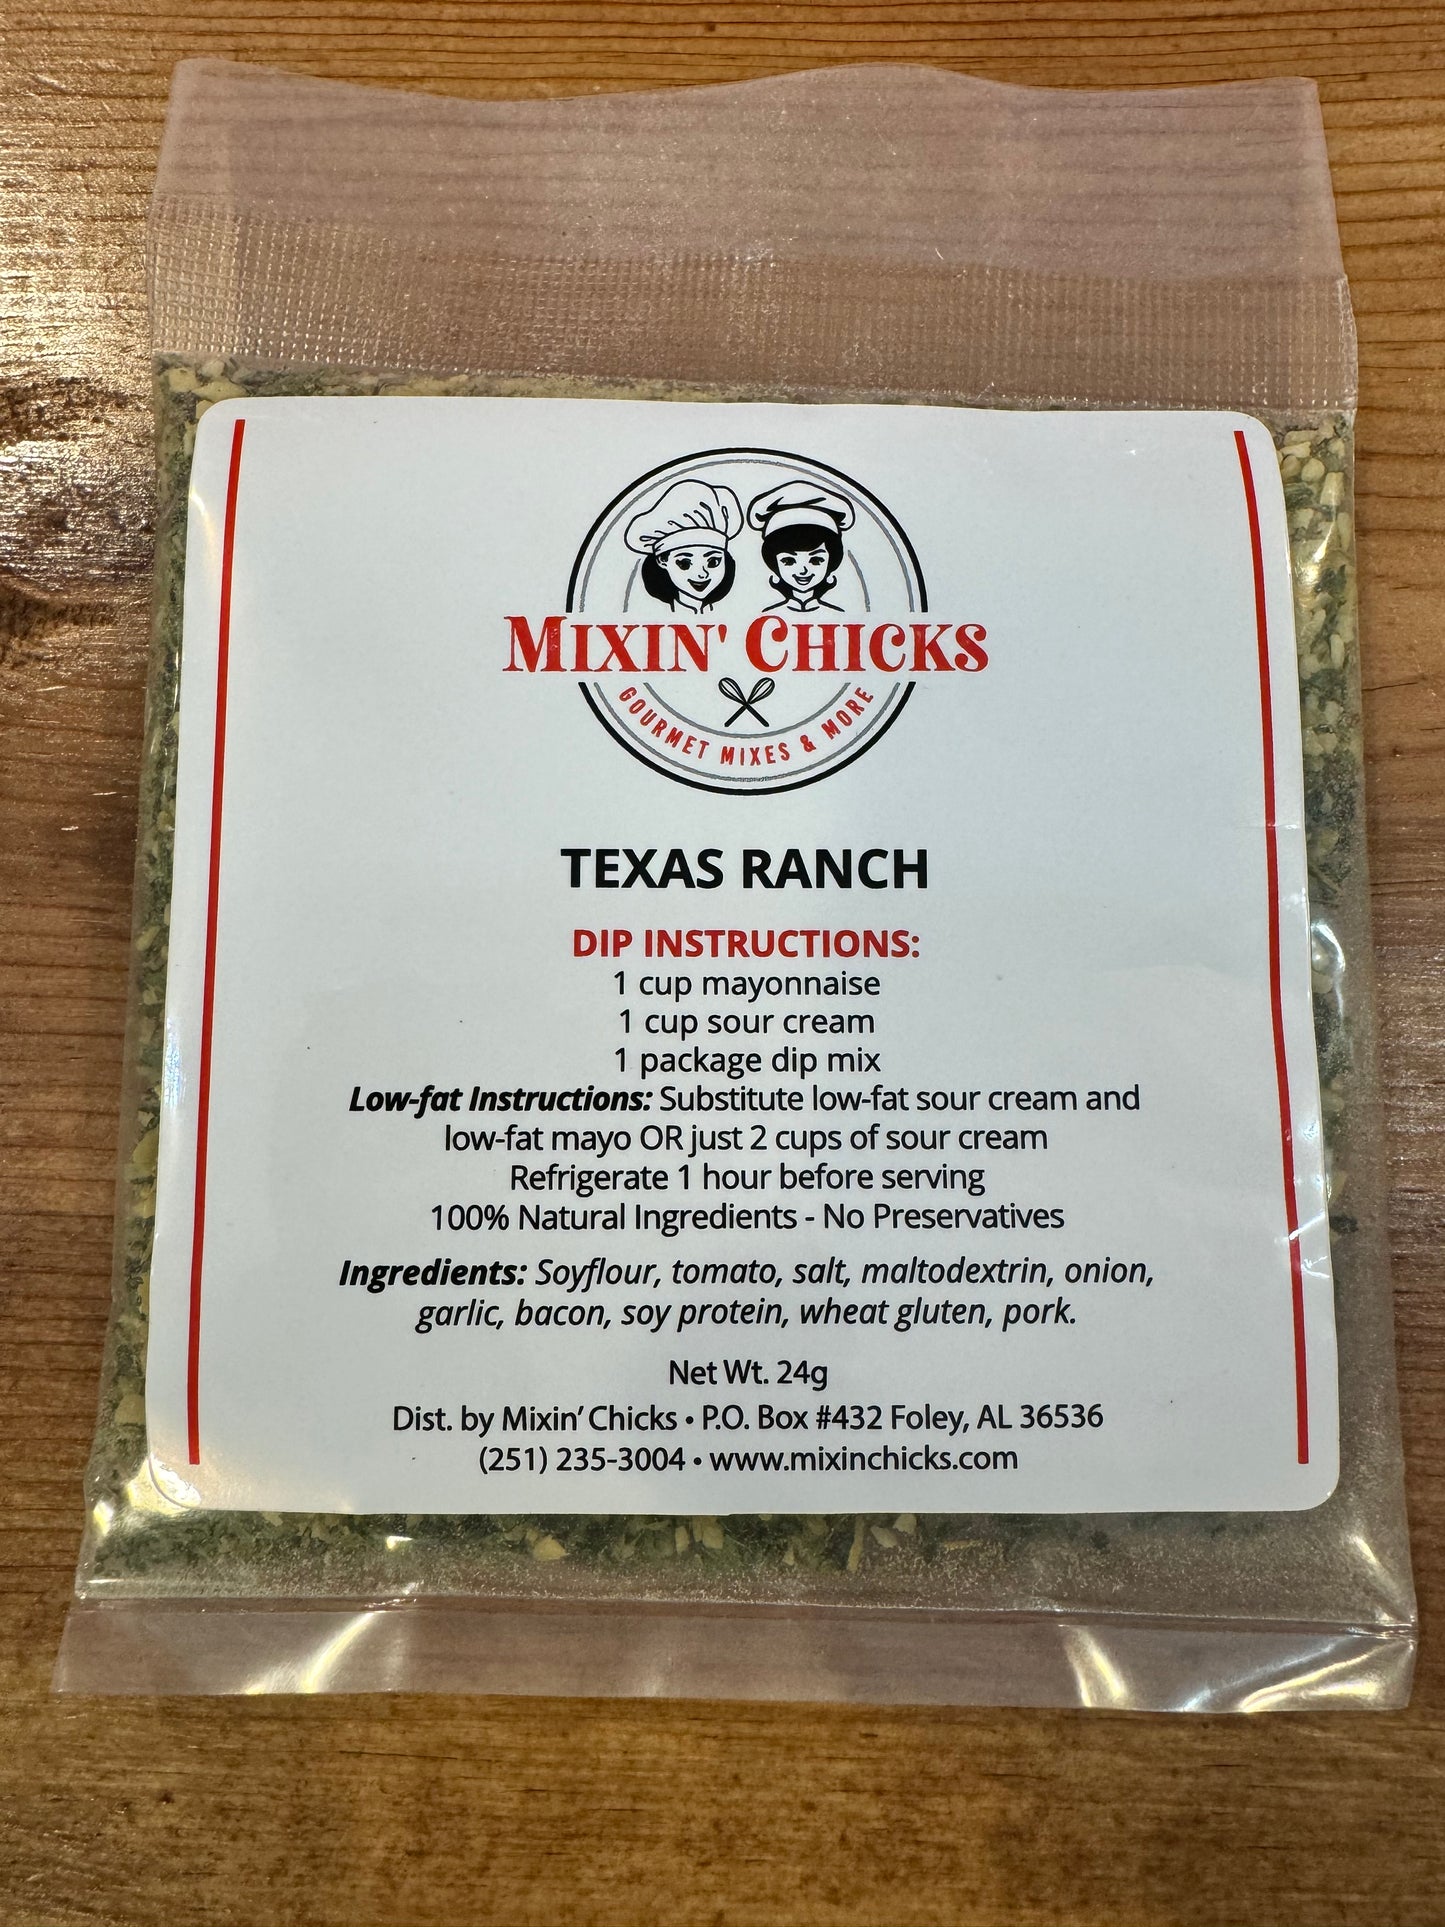 MIXIN' CHICKS
GOURMET MIXES & MORE
TEXAS RANCH
DIP INSTRUCTIONS:
1 cup mayonnaise
1 cup sour cream
1 package dip mix
Low-fat Instructions: Substitute low-fat sour cream and
low-fat mayo OR just 2 cups of sour cream
Refrigerate 1 hour before serving
100% Natural Ingredients - No Preservatives
Ingredients: Soyflour, tomato, salt, maltodextrin, onion,
garlic, bacon, soy protein, wheat gluten, pork.
Net Wt. 24g
Dist. by Mixin' Chicks • P.O. Box #432 Foley, AL 36536
(251) 235-3004 • www.mixinchicks.com